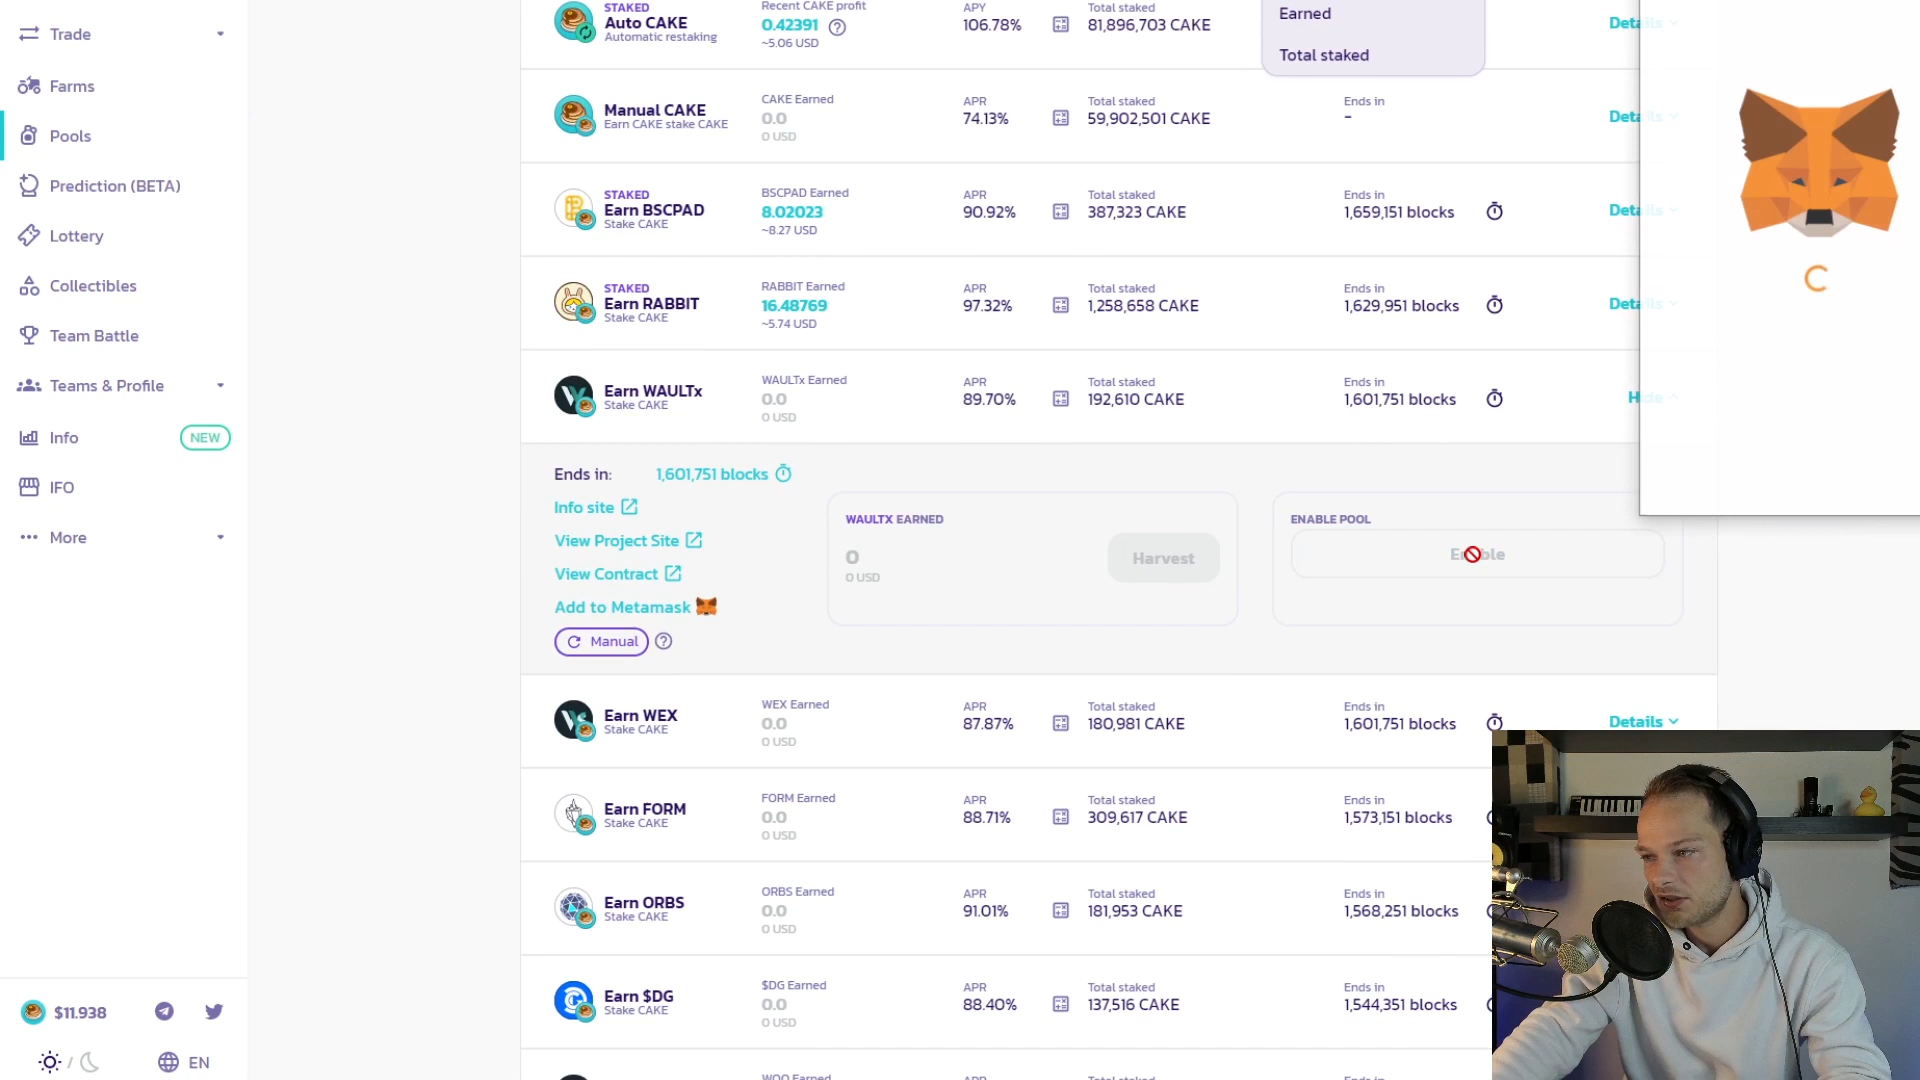 Trade
Farms
Pools
Prediction (BETA)
Lottery
Collectibles
Team Battle
Teams & Profile
Info NEW
IFO
More
$11.938
/
EN
STAKED
Auto CAKE
Automatic restaking
Recent CAKE profit
0.42391
~5.06 USD
APY
106.78%
Total staked
81,896,703 CAKE
Earned
Total staked
Details
Manual CAKE
Earn CAKE stake CAKE
CAKE Earned
0.0
0 USD
APR
74.13%
Total staked
59,902,501 CAKE
Ends in
-
Details
STAKED
Earn BSCPAD
Stake CAKE
BSCPAD Earned
8.02023
~8.27 USD
APR
90.92%
Total staked
387,323 CAKE
Ends in
1,659,151 blocks
Details
STAKED
Earn RABBIT
Stake CAKE
RABBIT Earned
16.48769
~5.74 USD
APR
97.32%
Total staked
1,258,658 CAKE
Ends in
1,629,951 blocks
Details
Earn WAULTx
Stake CAKE
WAULTx Earned
0.0
0 USD
APR
89.70%
Total staked
192,610 CAKE
Ends in
1,601,751 blocks
Hide
Ends in: 1,601,751 blocks
Info site
View Project Site
View Contract
Add to Metamask
Manual
WAULTX EARNED
0
0 USD
Harvest
ENABLE POOL
Enable
Earn WEX
Stake CAKE
WEX Earned
0.0
0 USD
APR
87.87%
Total staked
180,981 CAKE
Ends in
1,601,751 blocks
Details
Earn FORM
Stake CAKE
FORM Earned
0.0
0 USD
APR
88.71%
Total staked
309,617 CAKE
Ends in
1,573,151 blocks
Earn ORBS
Stake CAKE
ORBS Earned
0.0
0 USD
APR
91.01%
Total staked
181,953 CAKE
Ends in
1,568,251 blocks
Earn $DG
Stake CAKE
$DG Earned
0.0
0 USD
APR
88.40%
Total staked
137,516 CAKE
Ends in
1,544,351 blocks
WOO Earned
APR
Total staked
Ends in